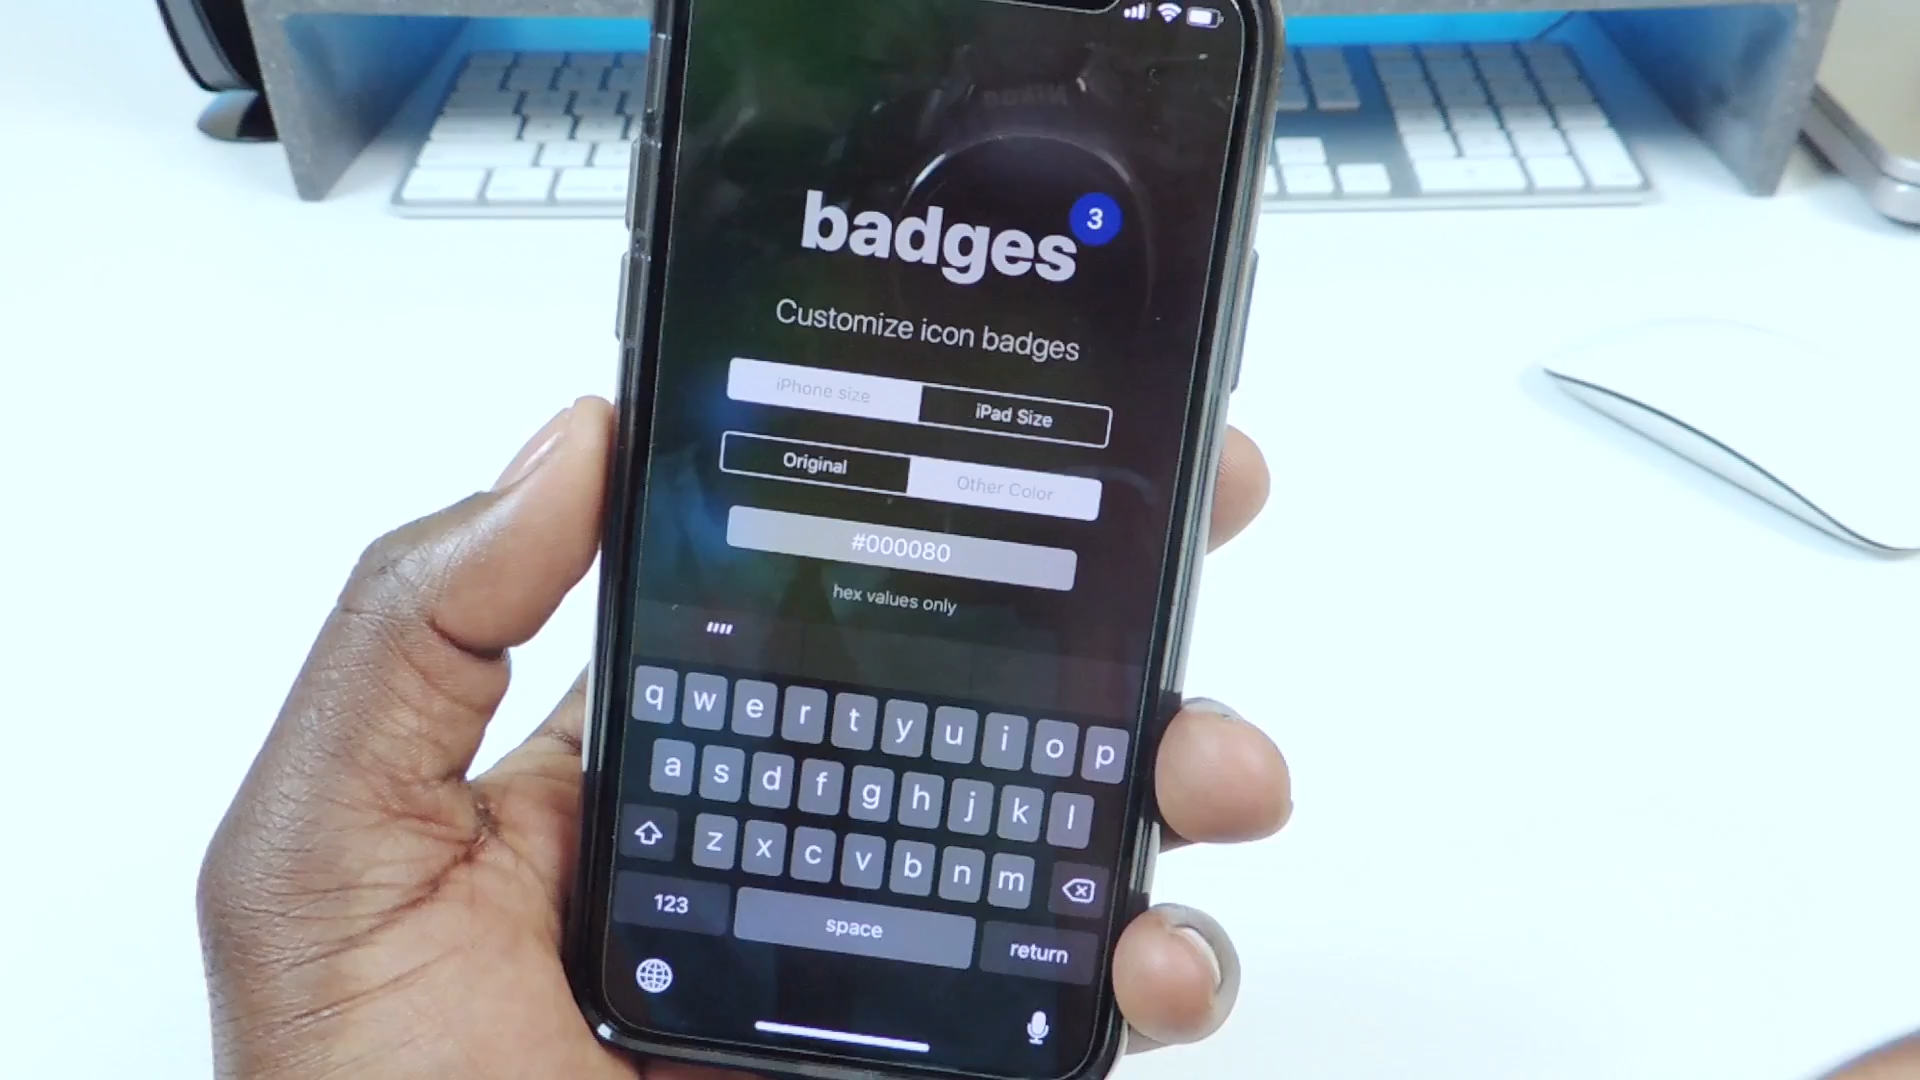 badges
3
Customize icon badges
iPhone size
iPad Size
Original
Other Color
#000080
hex values only
""
q w e r t y u i o p
a s d f g h j k l
z x c v b n m
123
space
return